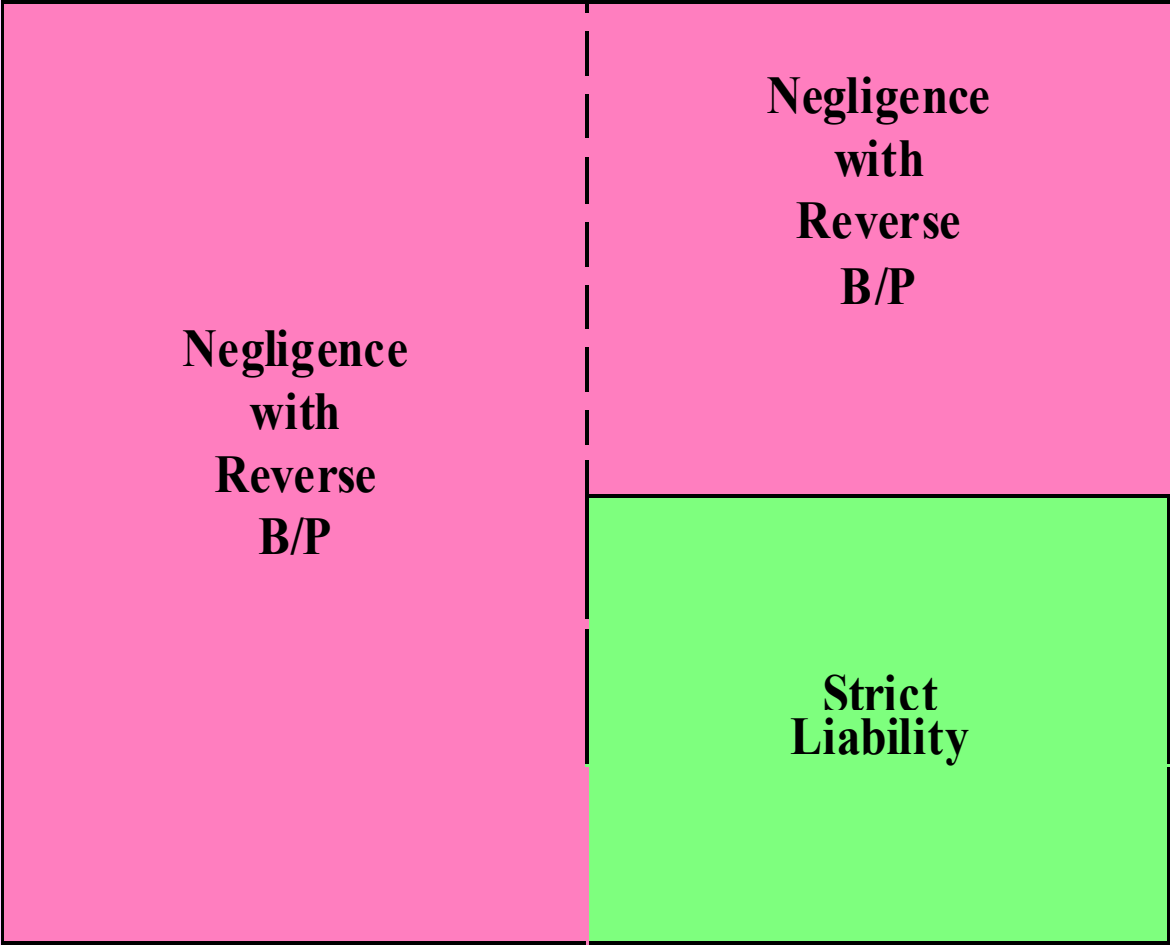 Negligence
with
Reverse
B/P
Negligence
with
Reverse
B/P
Strict
Liability